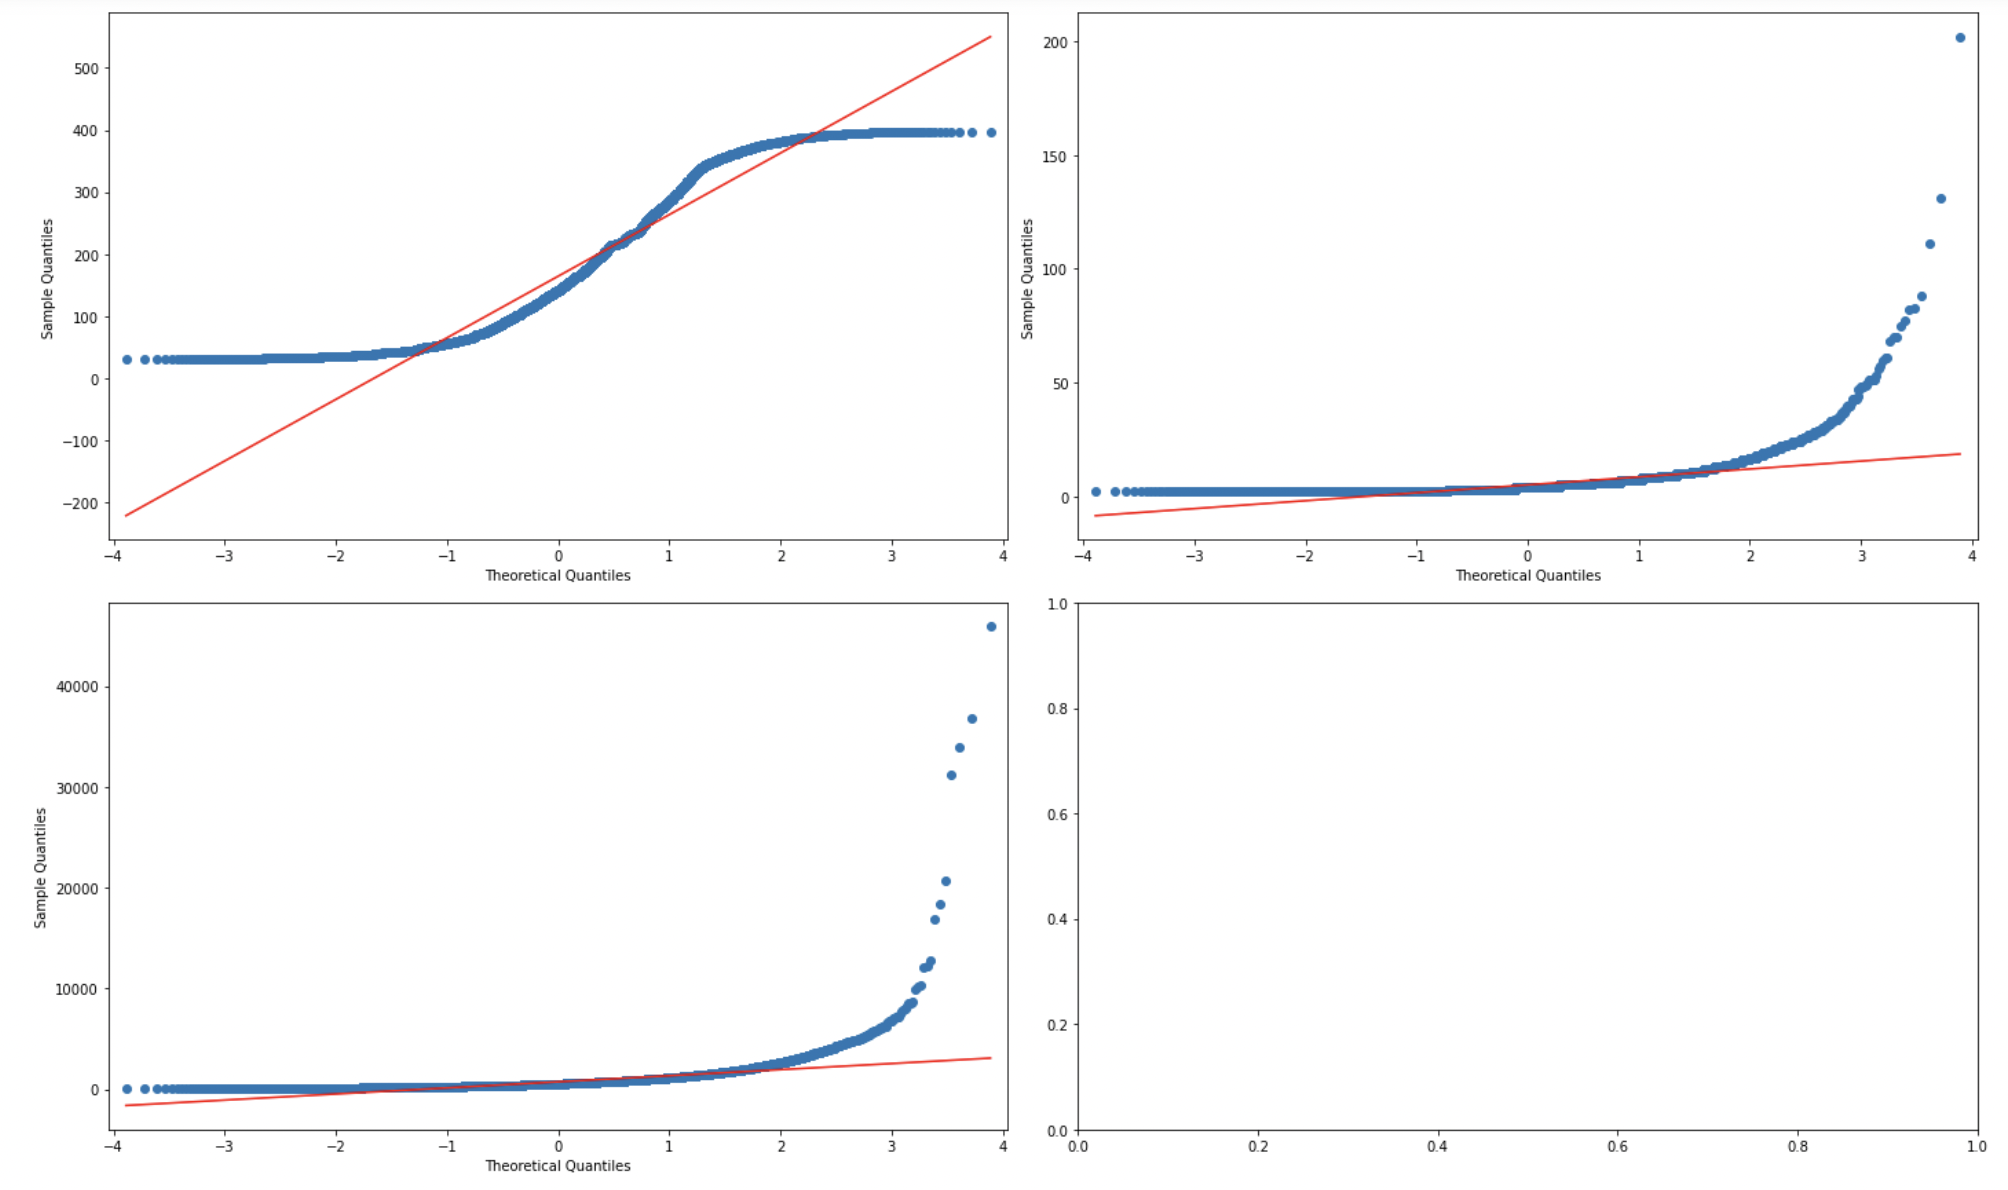 500
400
300
200
100
0
−100
−200
Sample Quantiles
−4 −3 −2 −1 0 1 2 3 4
Theoretical Quantiles
200
150
100
50
0
Sample Quantiles
−4 −3 −2 −1 0 1 2 3 4
Theoretical Quantiles
40000
30000
20000
10000
0
Sample Quantiles
−4 −3 −2 −1 0 1 2 3 4
Theoretical Quantiles
1.0
0.8
0.6
0.4
0.2
0.0
0.0 0.2 0.4 0.6 0.8 1.0